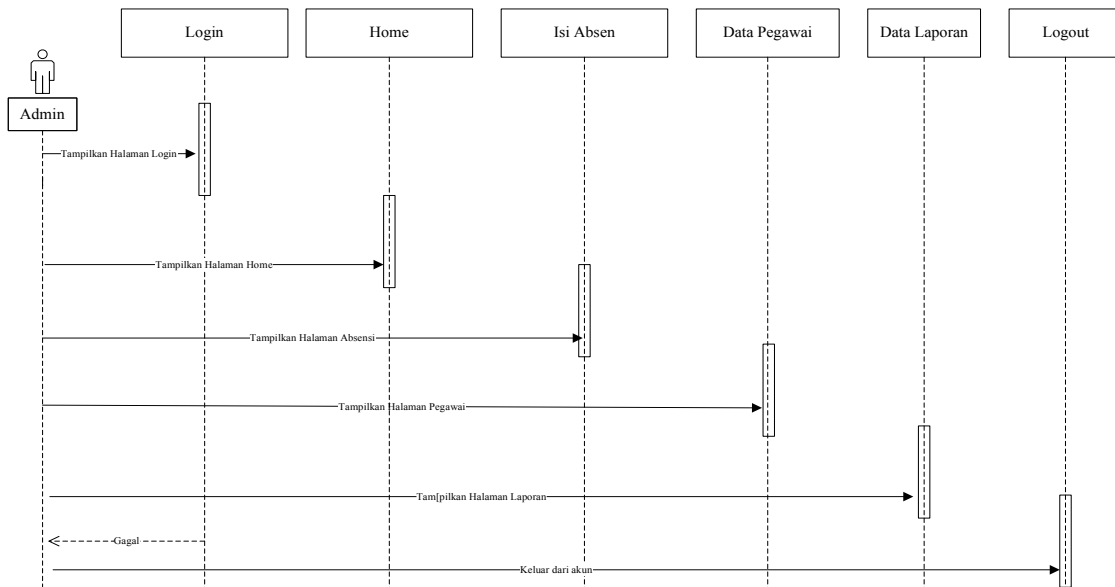 Login
Home
Isi Absen
Data Pegawai
Data Laporan
Logout
Admin
Tampilkan Halaman Login
Tampilkan Halaman Home
Tampilkan Halaman Absensi
Tampilkan Halaman Pegawai
Tam[pilkan Halaman Laporan
Gagal
Keluar dari akun